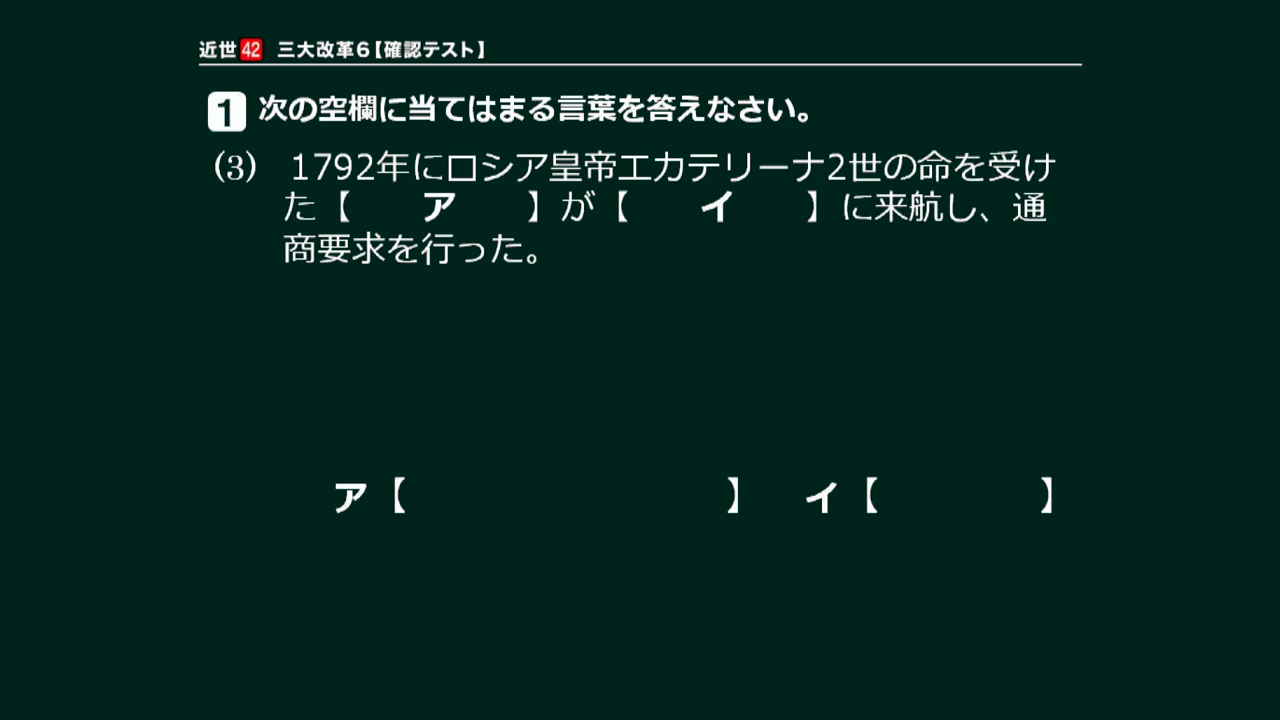 近世42 三大改革6【確認テスト】
1 次の空欄に当てはまる言葉を答えなさい。
(3) 1792年にロシア皇帝エカテリーナ2世の命を受け
た【 ア 】が【 イ 】に来航し、通
商要求を行った。
ア【 】 イ【 】